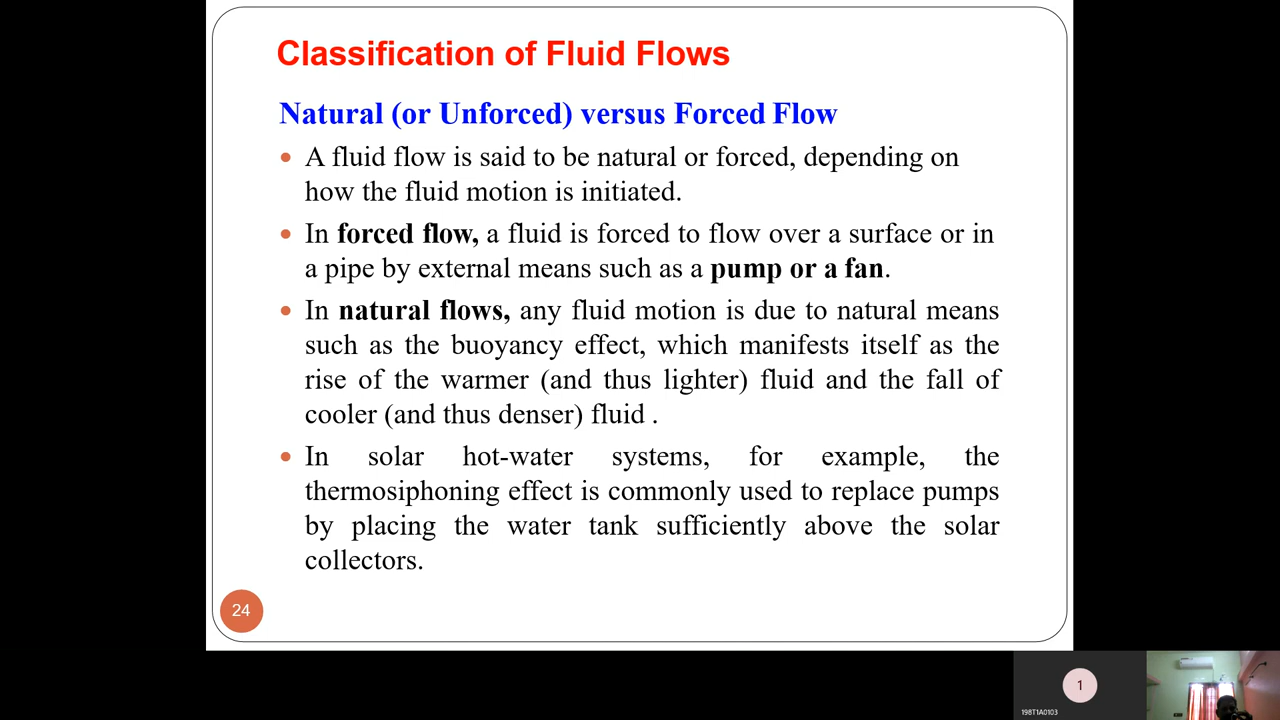 Classification of Fluid Flows
Natural (or Unforced) versus Forced Flow
• A fluid flow is said to be natural or forced, depending on
how the fluid motion is initiated.
• In forced flow, a fluid is forced to flow over a surface or in
a pipe by external means such as a pump or a fan.
• In natural flows, any fluid motion is due to natural means
such as the buoyancy effect, which manifests itself as the
rise of the warmer (and thus lighter) fluid and the fall of
cooler (and thus denser) fluid .
• In solar hot-water systems, for example, the
thermosiphoning effect is commonly used to replace pumps
by placing the water tank sufficiently above the solar
collectors.
24
1
198T1A0103